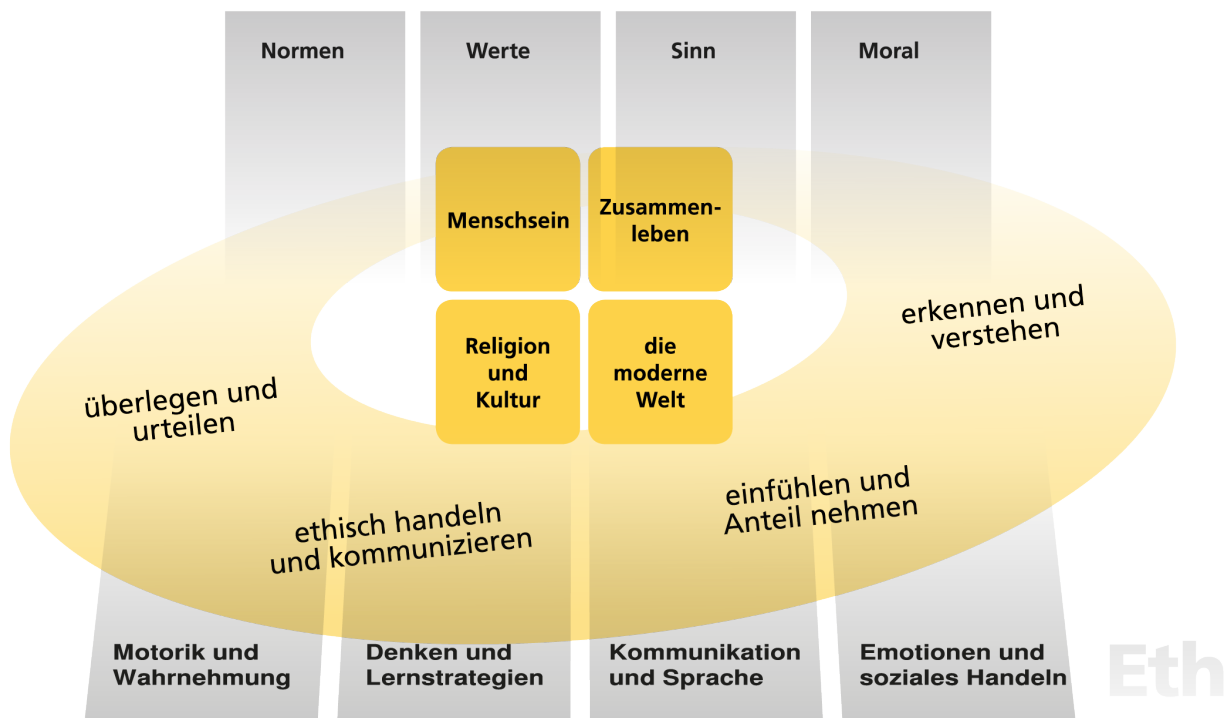 Normen
Werte
Sinn
Moral
Menschsein
Zusammen-
leben
Religion
und
Kultur
die
moderne
Welt
erkennen und
verstehen
überlegen und
urteilen
einfühlen und
Anteil nehmen
ethisch handeln
und kommunizieren
Motorik und
Wahrnehmung
Denken und
Lernstrategien
Kommunikation
und Sprache
Emotionen und
soziales Handeln
Eth